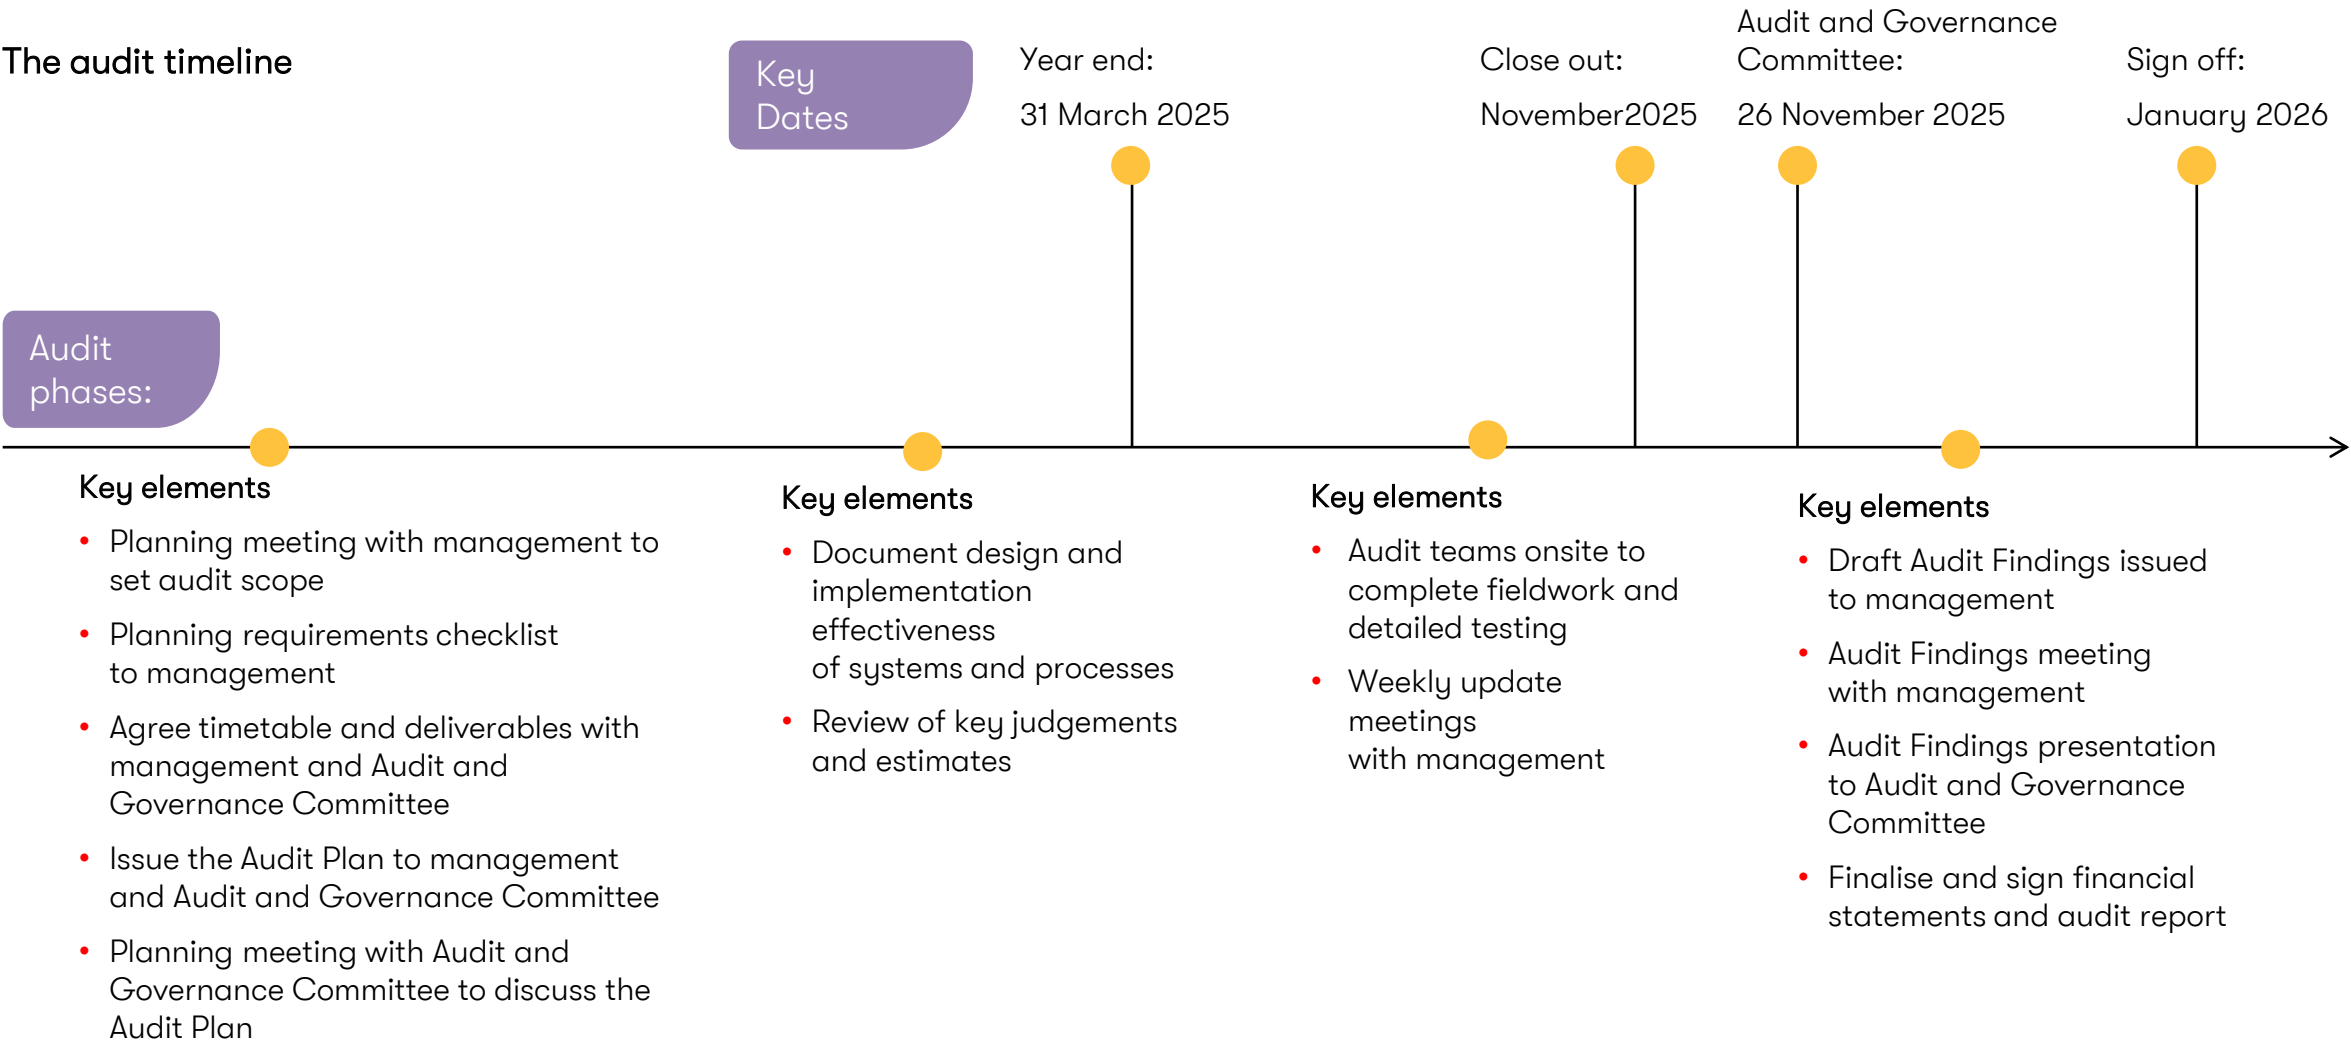 The audit timeline
Key
Dates
Year end:
31 March 2025
Close out:
November2025
Audit and Governance
Committee:
26 November 2025
Sign off:
January 2026
Audit
phases:
Key elements
• Planning meeting with management to
set audit scope
• Planning requirements checklist
to management
• Agree timetable and deliverables with
management and Audit and
Governance Committee
• Issue the Audit Plan to management
and Audit and Governance Committee
• Planning meeting with Audit and
Governance Committee to discuss the
Audit Plan
Key elements
• Document design and
implementation
effectiveness
of systems and processes
• Review of key judgements
and estimates
Key elements
• Audit teams onsite to
complete fieldwork and
detailed testing
• Weekly update
meetings
with management
Key elements
• Draft Audit Findings issued
to management
• Audit Findings meeting
with management
• Audit Findings presentation
to Audit and Governance
Committee
• Finalise and sign financial
statements and audit report